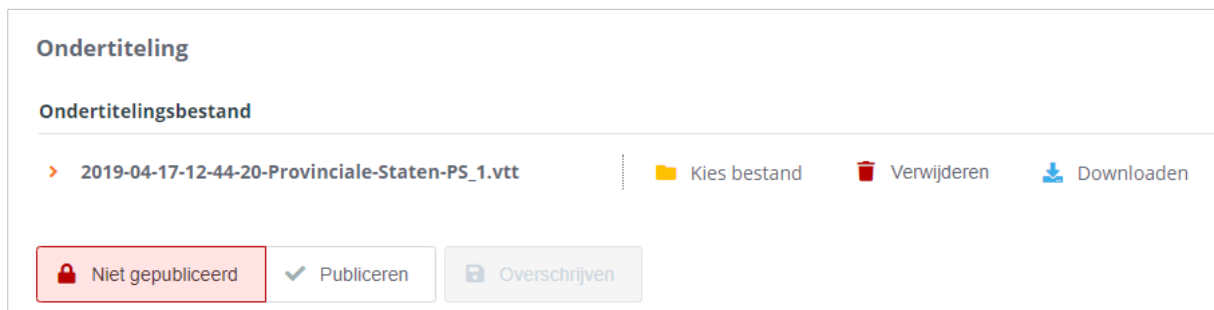 Ondertiteling
Ondertitelingsbestand
2019-04-17-12-44-20-Provinciale-Staten-PS_1.vtt Kies bestand Verwijderen Downloaden
Niet gepubliceerd Publiceren Overschrijven